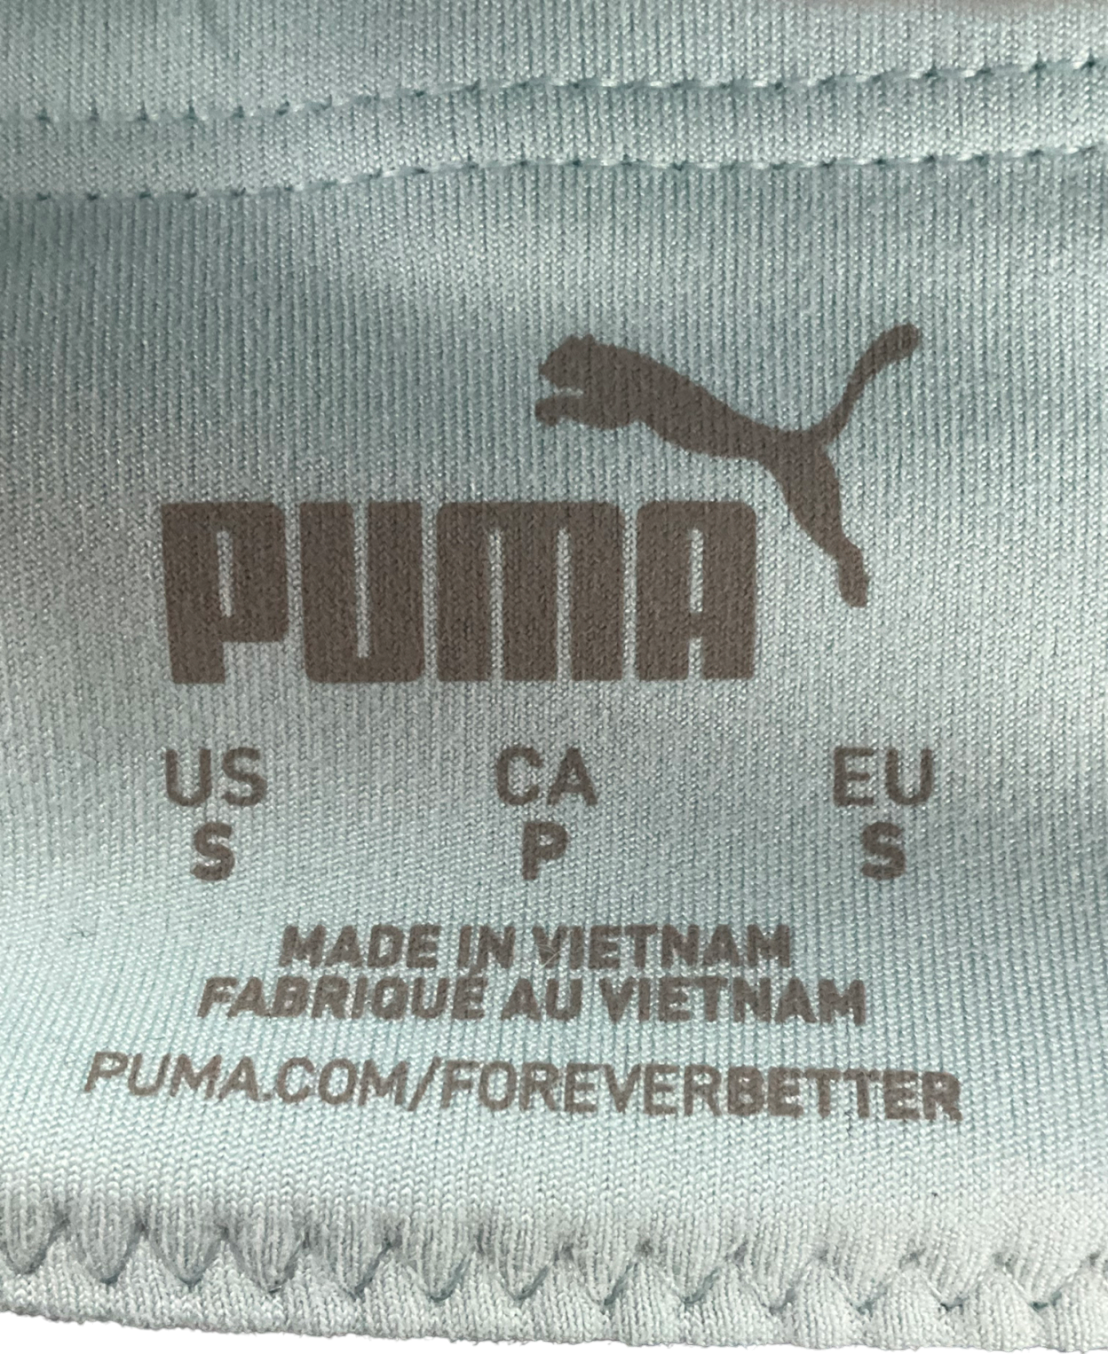 PUMA
US CA EU
S P S
MADE IN VIETNAM
FABRIQUÉ AU VIETNAM
PUMA.COM/FOREVERBETTER